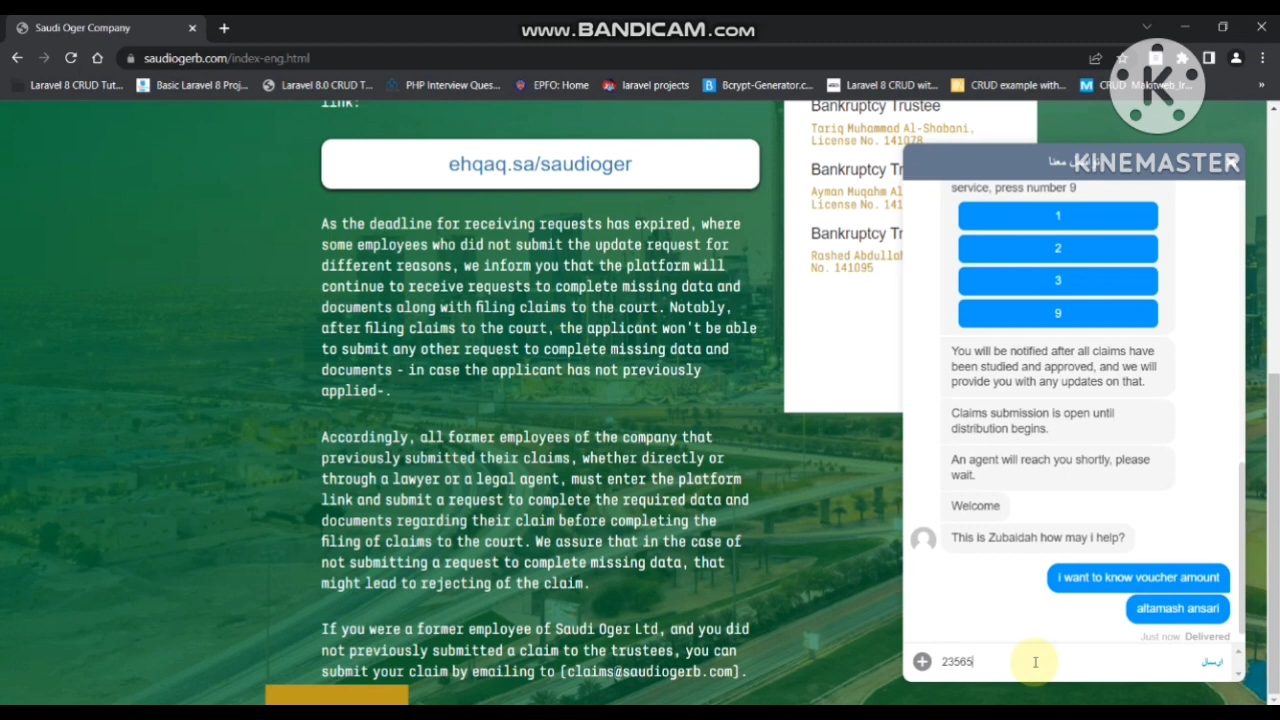 Saudi Oger Company
www.BANDICAM.com
saudiogerb.com/index-eng.html
Laravel 8 CRUD Tut...
Basic Laravel 8 Proj...
Laravel 8.0 CRUD T...
PHP Interview Ques...
EPFO: Home
laravel projects
Bcrypt-Generator.c...
Laravel 8 CRUD wit...
CRUD example with...
link:
ehqaq.sa/saudioger
As the deadline for receiving requests has expired, where
some employees who did not submit the update request for
different reasons, we inform you that the platform will
continue to receive requests to complete missing data and
documents along with filing claims to the court. Notably,
after filing claims to the court, the applicant won't be able
to submit any other request to complete missing data and
documents - in case the applicant has not previously
applied-.
Accordingly, all former employees of the company that
previously submitted their claims, whether directly or
through a lawyer or a legal agent, must enter the platform
link and submit a request to complete the required data and
documents regarding their claim before completing the
filing of claims to the court. We assure that in the case of
not submitting a request to complete missing data, that
might lead to rejecting of the claim.
If you were a former employee of Saudi Oger Ltd, and you did
not previously submitted a claim to the trustees, you can
submit your claim by emailing to [claims@saudiogerb.com].
Bankruptcy Trustee
Tariq Muhammad Al-Shabani,
License No. 141078
Bankruptcy Tr
Ayman Muqahm Al
License No. 141
Bankruptcy Tr
Rashed Abdullah
No. 141095
KINEMASTER
service, press number 9
1
2
3
9
You will be notified after all claims have
been studied and approved, and we will
provide you with any updates on that.
Claims submission is open until
distribution begins.
An agent will reach you shortly, please
wait.
Welcome
This is Zubaidah how may i help?
i want to know voucher amount
altamash ansari
Just now Delivered
23565
ارسال